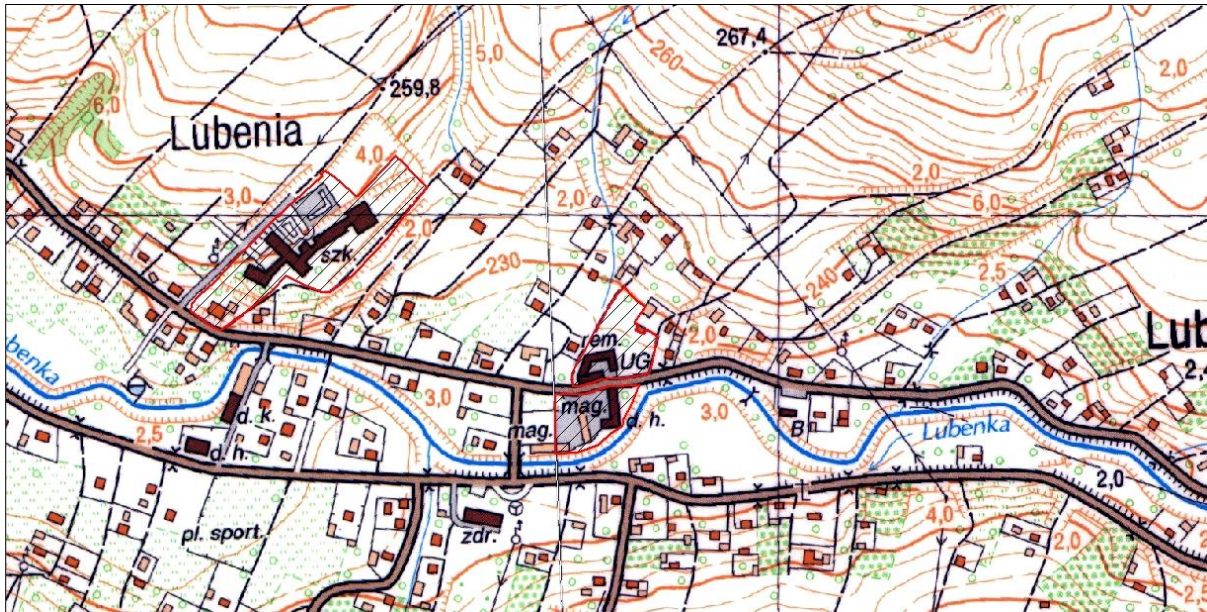 267,4
260
5,0
2,0
259,8
6,0
Lubenia
4,0
3,0
2,0
2,0
2,0
6,0
szk.
230
2,5
240
rem.
UG
2,0
Lub
benka
2,4
mag.
3,0
d. k.
mag.
d. h.
3,0
B
Lubenka
2,5
d. h.
2,0
pl. sport.
zdr.
4,0
2,0
2,0